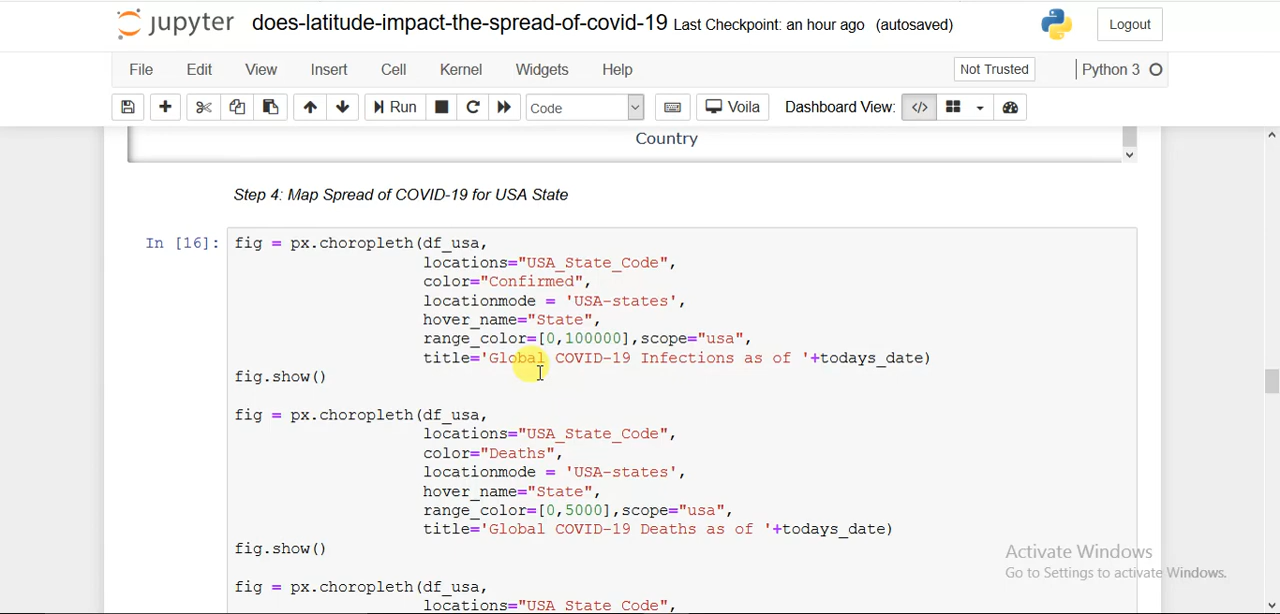 jupyter does-latitude-impact-the-spread-of-covid-19 Last Checkpoint: an hour ago (autosaved) Logout
File Edit View Insert Cell Kernel Widgets Help Not Trusted Python 3
Run Code Voila Dashboard View:
Country
Step 4: Map Spread of COVID-19 for USA State
In [16]: fig = px.choropleth(df_usa,
locations="USA_State_Code",
color="Confirmed",
locationmode = 'USA-states',
hover_name="State",
range_color=[0,100000],scope="usa",
title='Global COVID-19 Infections as of '+todays_date)
fig.show()
fig = px.choropleth(df_usa,
locations="USA_State_Code",
color="Deaths",
locationmode = 'USA-states',
hover_name="State",
range_color=[0,5000],scope="usa",
title='Global COVID-19 Deaths as of '+todays_date)
fig.show()
fig = px.choropleth(df_usa,
locations="USA_State_Code",
Activate Windows
Go to Settings to activate Windows.